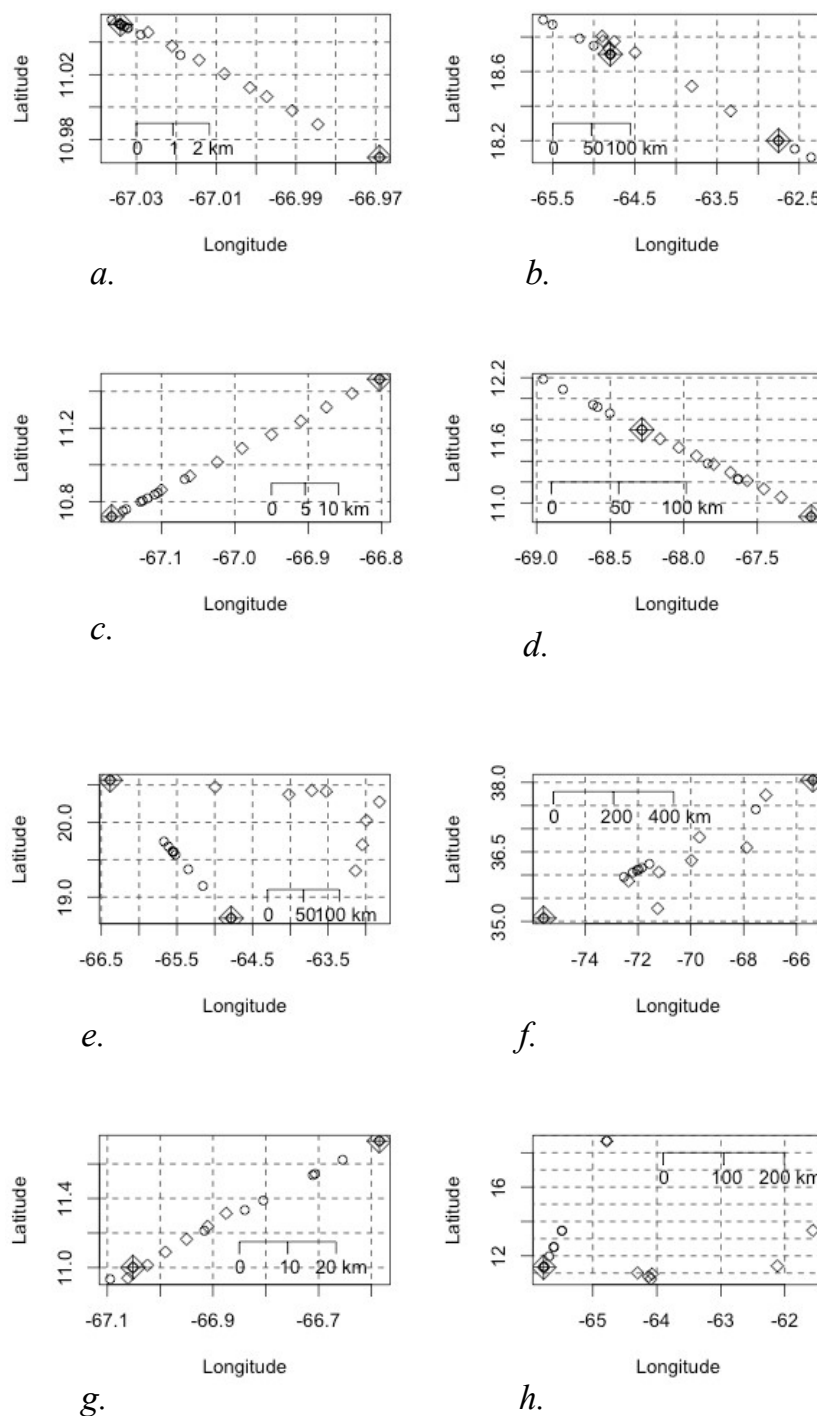 Latitude
10.98
11.02
0 1 2 km
-67.03 -67.01 -66.99 -66.97
Longitude
a.
Latitude
18.2
18.6
0 50 100 km
-65.5 -64.5 -63.5 -62.5
Longitude
b.
Latitude
10.8
11.2
0 5 10 km
-67.1 -67.0 -66.9 -66.8
Longitude
c.
Latitude
11.0
11.6
12.2
0 50 100 km
-69.0 -68.5 -68.0 -67.5
Longitude
d.
Latitude
19.0
20.0
0 50 100 km
-66.5 -65.5 -64.5 -63.5
Longitude
e.
Latitude
35.0
36.5
38.0
0 200 400 km
-74 -72 -70 -68 -66
Longitude
f.
Latitude
11.0
11.4
0 10 20 km
-67.1 -66.9 -66.7
Longitude
g.
Latitude
12
16
0 100 200 km
-65 -64 -63 -62
Longitude
h.